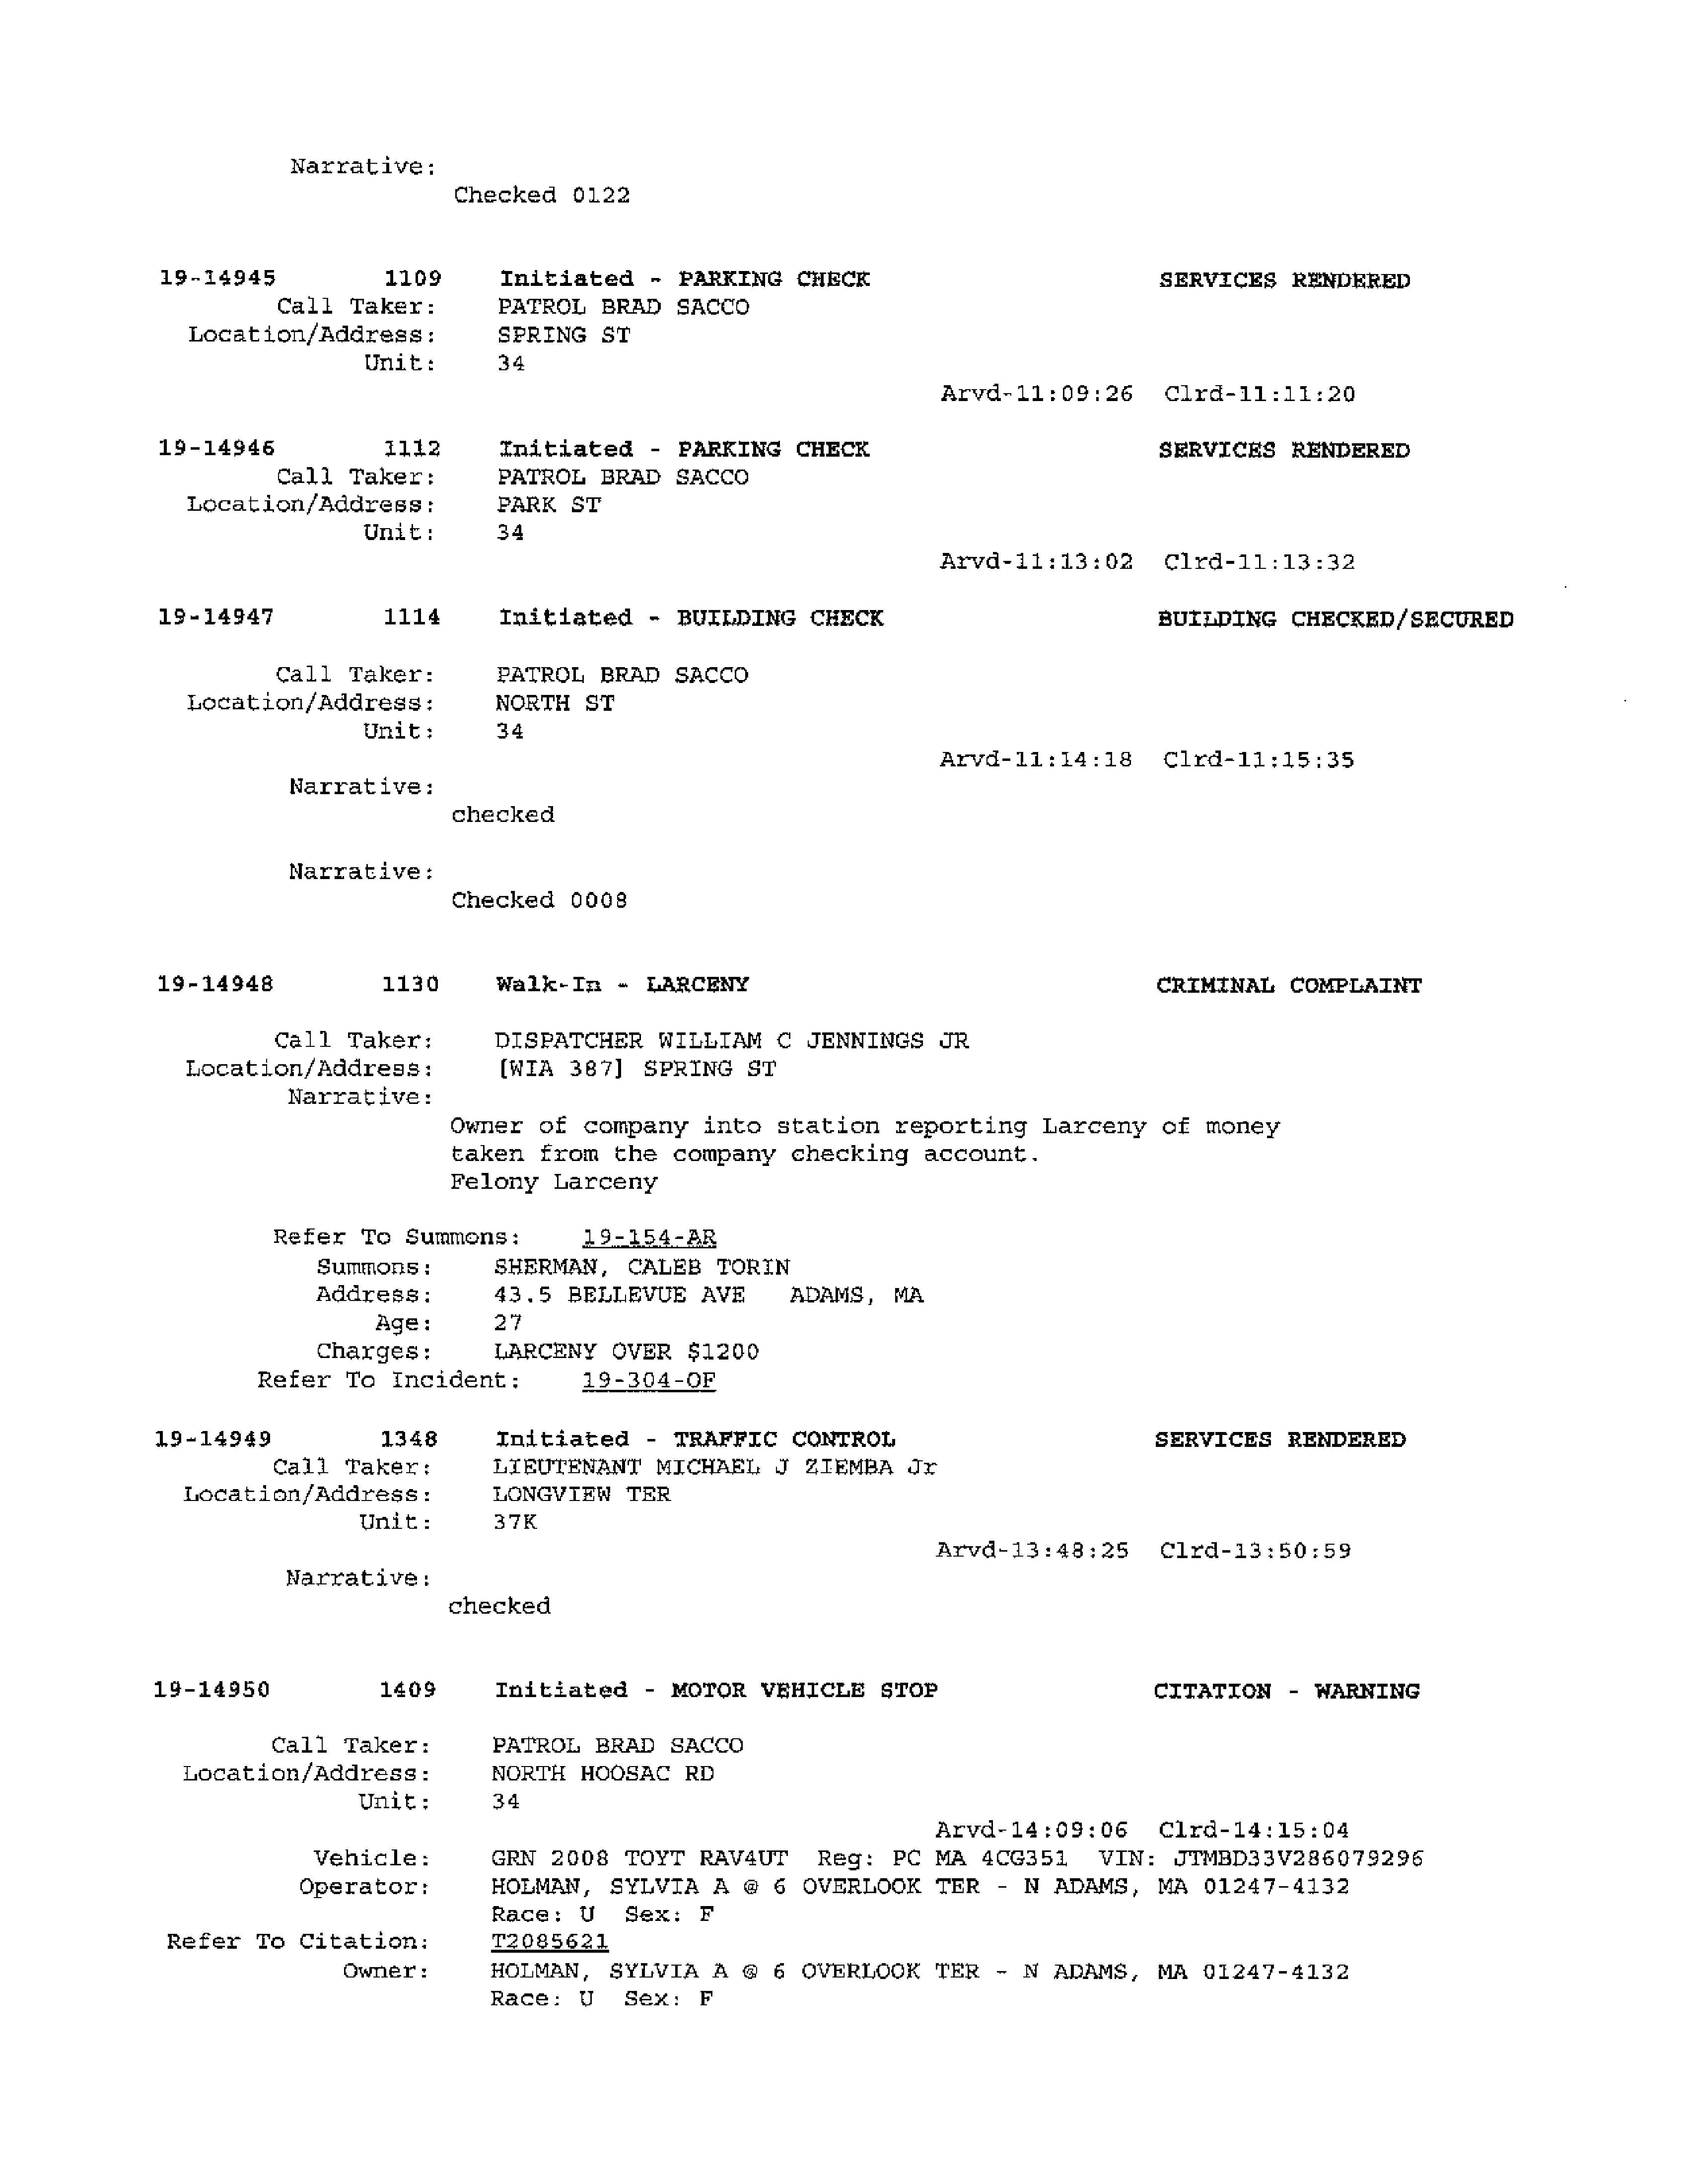 Narrative:
Checked 0122
19-14945 1109 Initiated - PARKING CHECK SERVICES RENDERED
Call Taker: PATROL BRAD SACCO
Location/Address: SPRING ST
Unit: 34
Arvd-11:09:26 Clrd-11:11:20
19-14946 1112 Initiated - PARKING CHECK SERVICES RENDERED
Call Taker: PATROL BRAD SACCO
Location/Address: PARK ST
Unit: 34
Arvd-11:13:02 Clrd-11:13:32
19-14947 1114 Initiated - BUILDING CHECK BUILDING CHECKED/SECURED
Call Taker: PATROL BRAD SACCO
Location/Address: NORTH ST
Unit: 34
Arvd-11:14:18 Clrd-11:15:35
Narrative:
checked
Narrative:
Checked 0008
19-14948 1130 Walk-In - LARCENY CRIMINAL COMPLAINT
Call Taker: DISPATCHER WILLIAM C JENNINGS JR
Location/Address: [WIA 387] SPRING ST
Narrative:
Owner of company into station reporting Larceny of money
taken from the company checking account.
Felony Larceny
Refer To Summons: 19-154-AR
Summons: SHERMAN, CALEB TORIN
Address: 43.5 BELLEVUE AVE ADAMS, MA
Age: 27
Charges: LARCENY OVER $1200
Refer To Incident: 19-304-OF
19-14949 1348 Initiated - TRAFFIC CONTROL SERVICES RENDERED
Call Taker: LIEUTENANT MICHAEL J ZIEMBA Jr
Location/Address: LONGVIEW TER
Unit: 37K
Arvd-13:48:25 Clrd-13:50:59
Narrative:
checked
19-14950 1409 Initiated - MOTOR VEHICLE STOP CITATION - WARNING
Call Taker: PATROL BRAD SACCO
Location/Address: NORTH HOOSAC RD
Unit: 34
Arvd-14:09:06 Clrd-14:15:04
Vehicle: GRN 2008 TOYT RAV4UT Reg: PC MA 4CG351 VIN: JTMBD33V286079296
Operator: HOLMAN, SYLVIA A @ 6 OVERLOOK TER - N ADAMS, MA 01247-4132
Race: U Sex: F
Refer To Citation: T2085621
Owner: HOLMAN, SYLVIA A @ 6 OVERLOOK TER - N ADAMS, MA 01247-4132
Race: U Sex: F